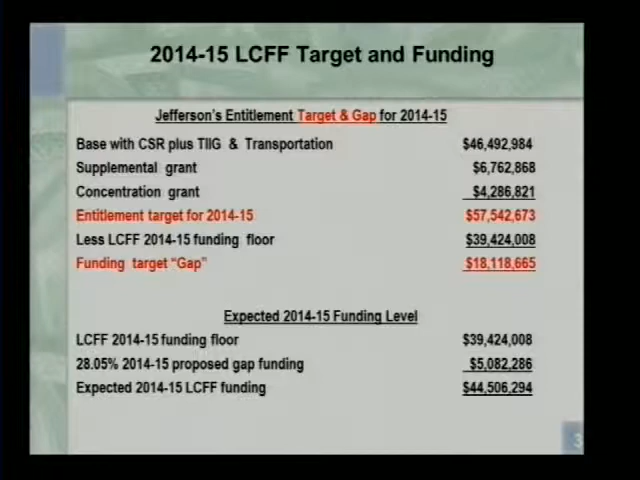 2014-15 LCFF Target and Funding
Jefferson's Entitlement Target & Gap for 2014-15
Base with CSR plus TIIG & Transportation $46,492,984
Supplemental grant $6,762,868
Concentration grant $4,286,821
Entitlement target for 2014-15 $57,542,673
Less LCFF 2014-15 funding floor $39,424,008
Funding target “Gap” $18,118,665
Expected 2014-15 Funding Level
LCFF 2014-15 funding floor $39,424,008
28.05% 2014-15 proposed gap funding $5,082,286
Expected 2014-15 LCFF funding $44,506,294
3